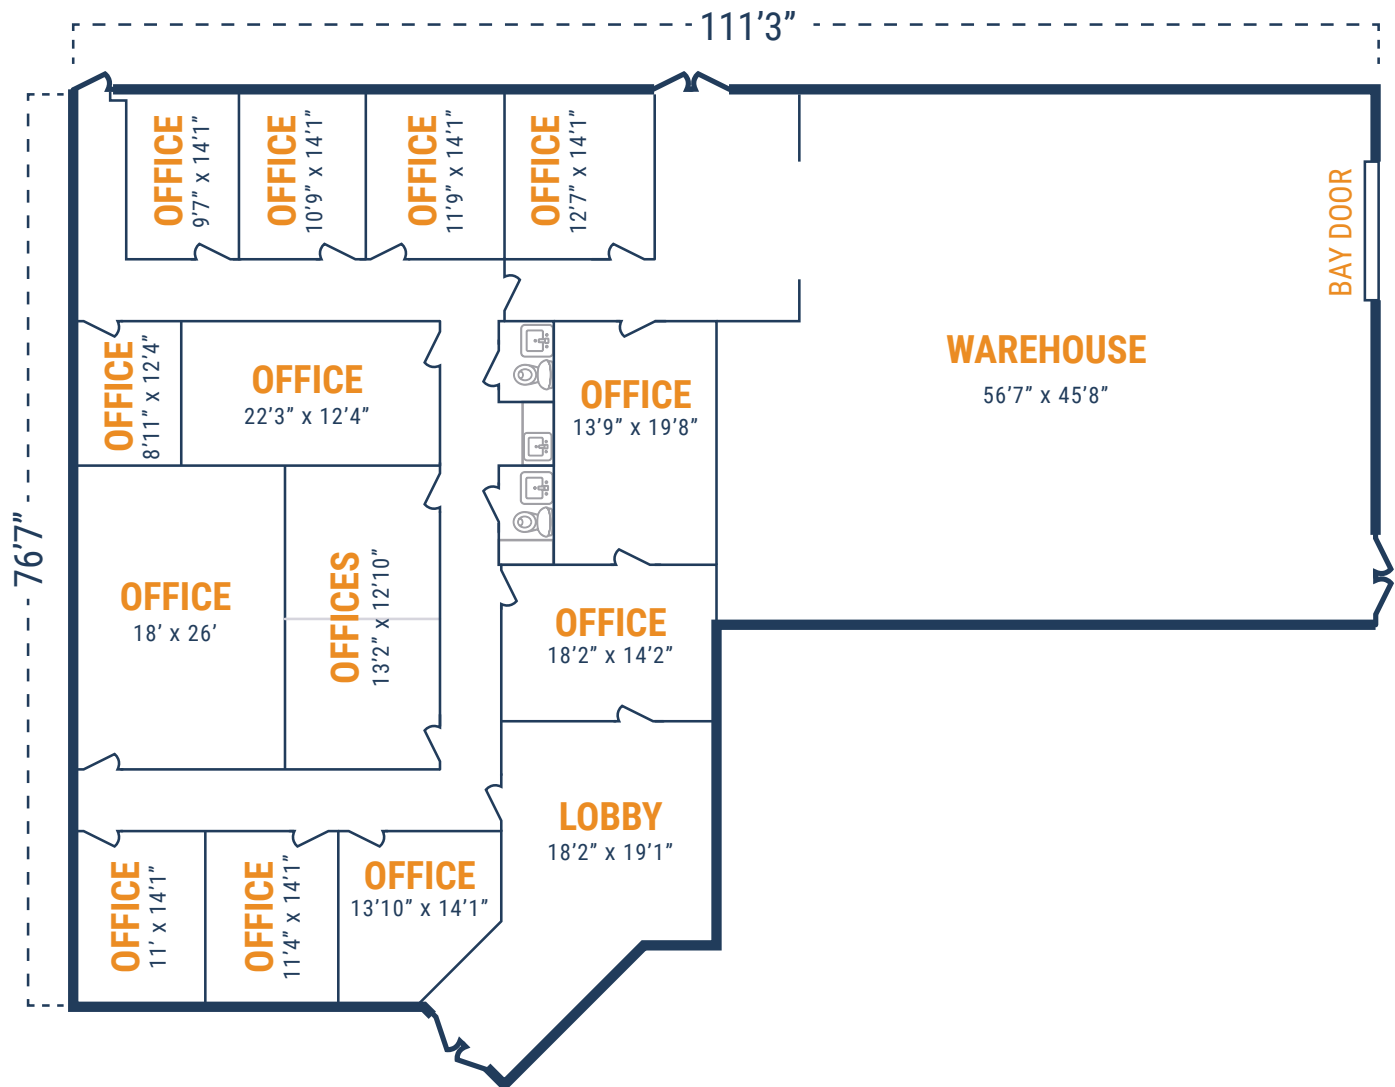 111’3”
OFFICE
9’7” x 14’1”
OFFICE
10’9” x 14’1”
OFFICE
11’9” x 14’1”
OFFICE
12’7” x 14’1”
BAY DOOR
OFFICE
8’11” x 12’4”
OFFICE
22’3” x 12’4”
OFFICE
13’9” x 19’8”
WAREHOUSE
56’7” x 45’8”
76’7”
OFFICE
18’ x 26’
OFFICES
13’2” x 12’10”
OFFICE
18’2” x 14’2”
LOBBY
18’2” x 19’1”
OFFICE
11’ x 14’1”
OFFICE
11’4” x 14’1”
OFFICE
13’10” x 14’1”